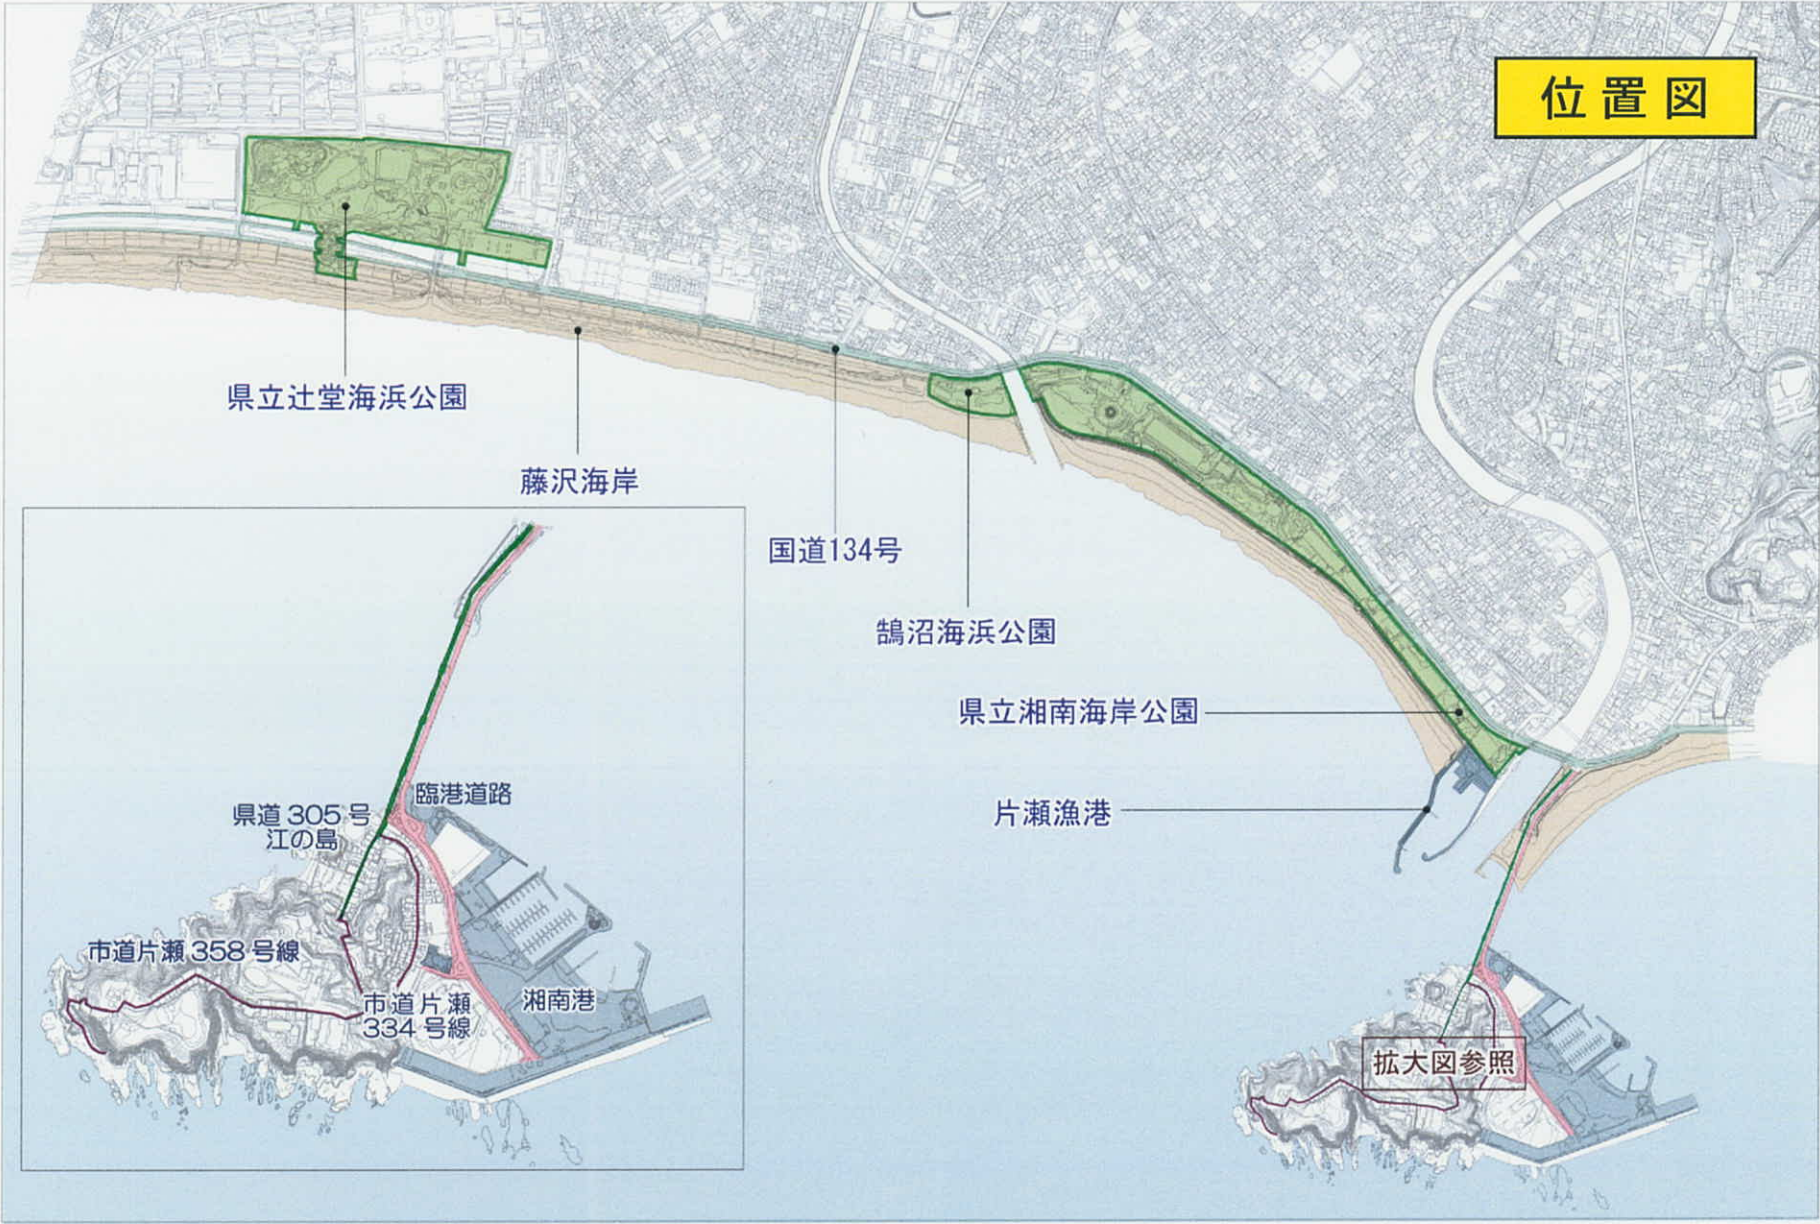 位置図
県立辻堂海浜公園
藤沢海岸
国道134号
鵠沼海浜公園
県立湘南海岸公園
片瀬漁港
拡大図参照
臨港道路
県道305号
江の島
市道片瀬358号線
市道片瀬
334号線
湘南港